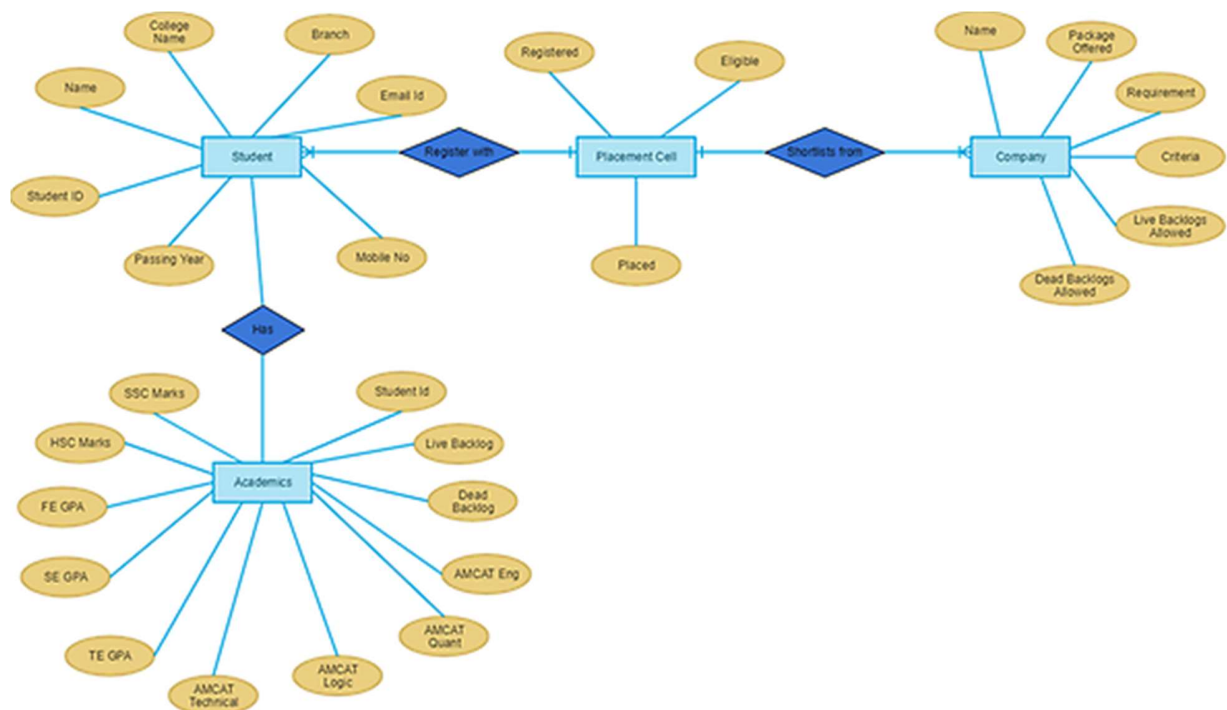 College
Name
Branch
Name
Email Id
Student
Student ID
Passing Year
Mobile No
Register with
Registered
Eligible
Placement Cell
Placed
Shortlists from
Name
Package
Offered
Requirement
Company
Criteria
Live Backlogs
Allowed
Dead Backlogs
Allowed
Has
SSC Marks
Student Id
HSC Marks
Live Backlog
Academics
FE GPA
Dead
Backlog
SE GPA
AMCAT Eng
TE GPA
AMCAT
Quant
AMCAT
Technical
AMCAT
Logic